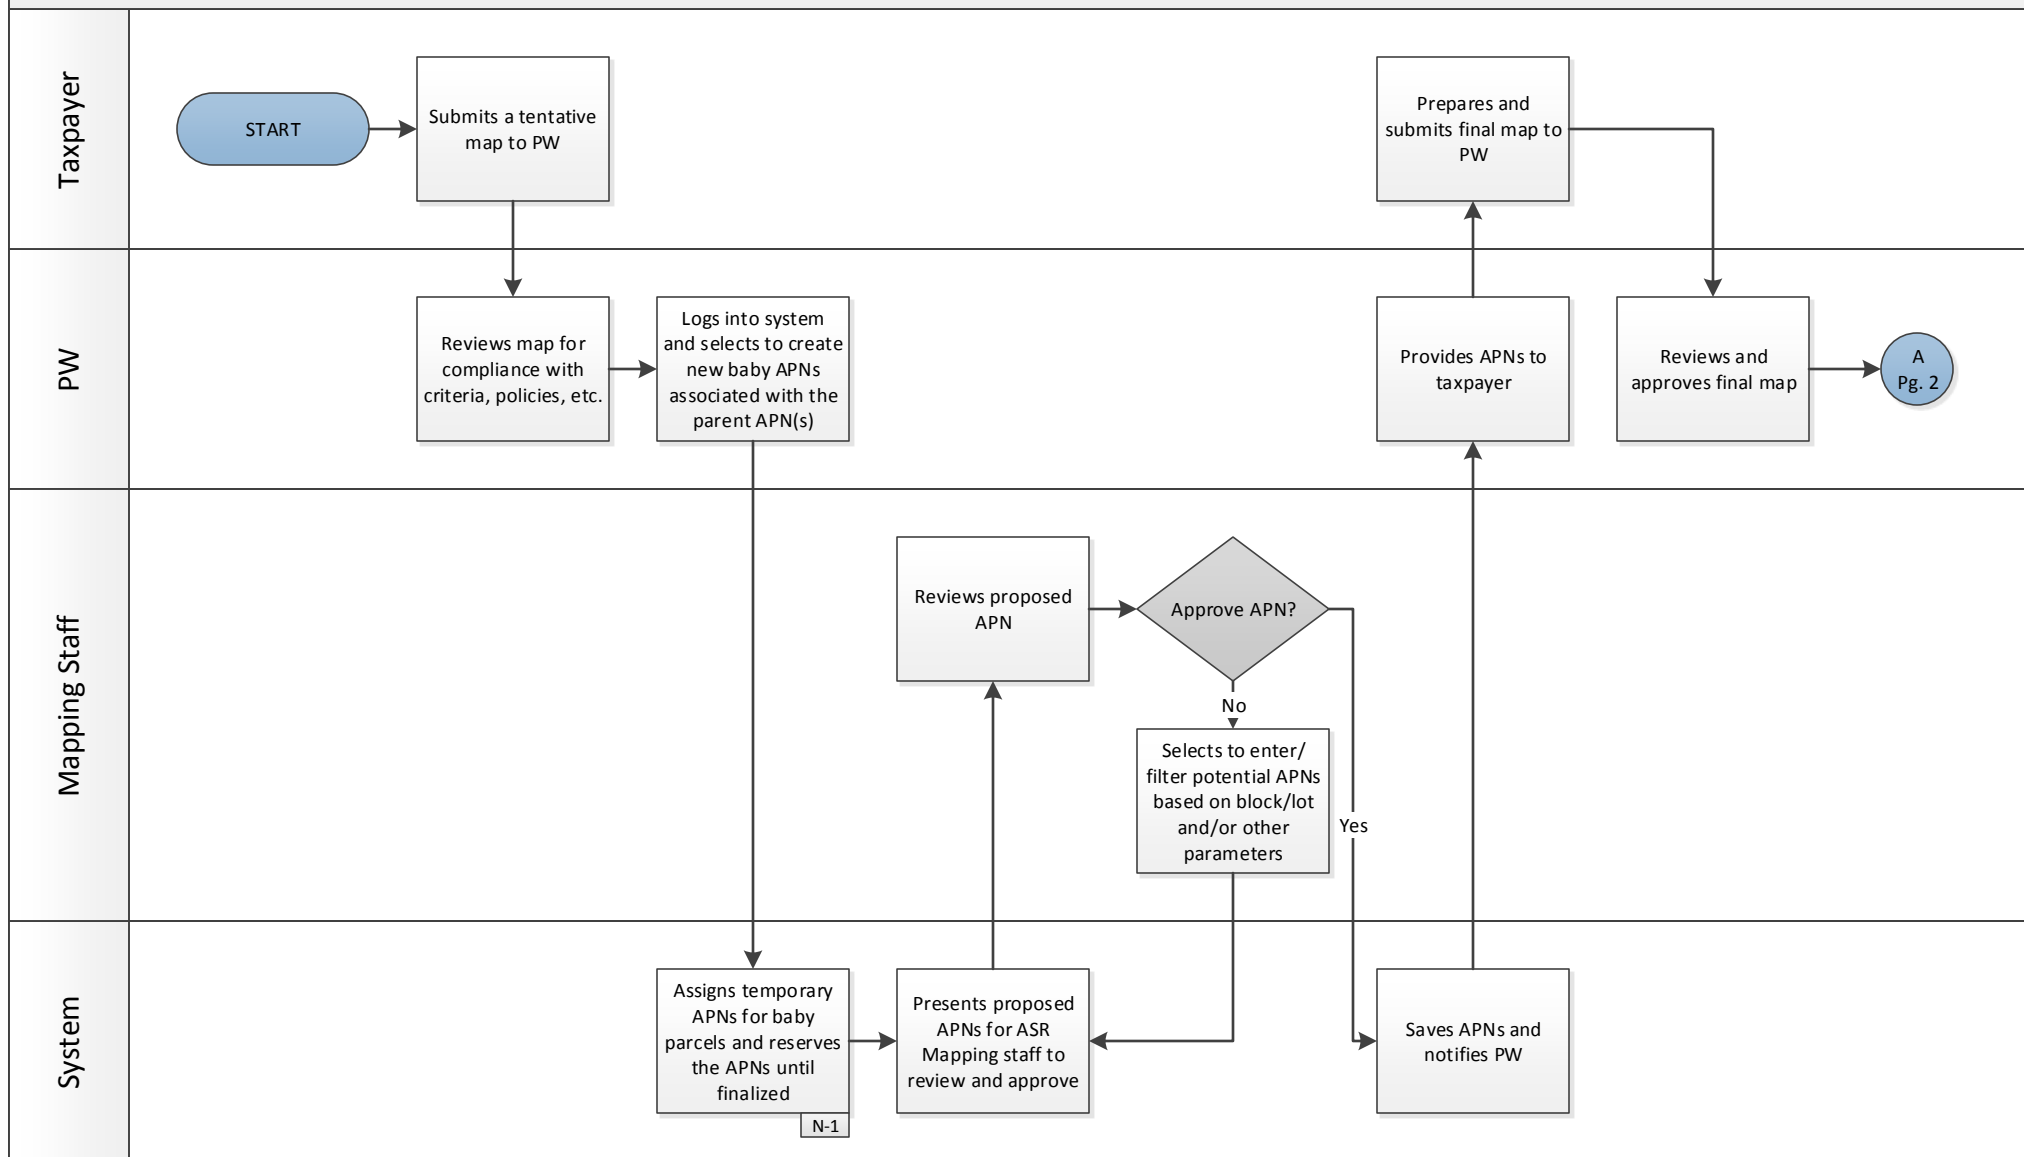 Taxpayer
START
Submits a tentative
map to PW
Prepares and
submits final map to
PW
PW
Reviews map for
compliance with
criteria, policies, etc.
Logs into system
and selects to create
new baby APNs
associated with the
parent APN(s)
Provides APNs to
taxpayer
Reviews and
approves final map
A
Pg. 2
Mapping Staff
Reviews proposed
APN
Approve APN?
No
Selects to enter/
filter potential APNs
based on block/lot
and/or other
parameters
Yes
System
Assigns temporary
APNs for baby
parcels and reserves
the APNs until
finalized
N-1
Presents proposed
APNs for ASR
Mapping staff to
review and approve
Saves APNs and
notifies PW